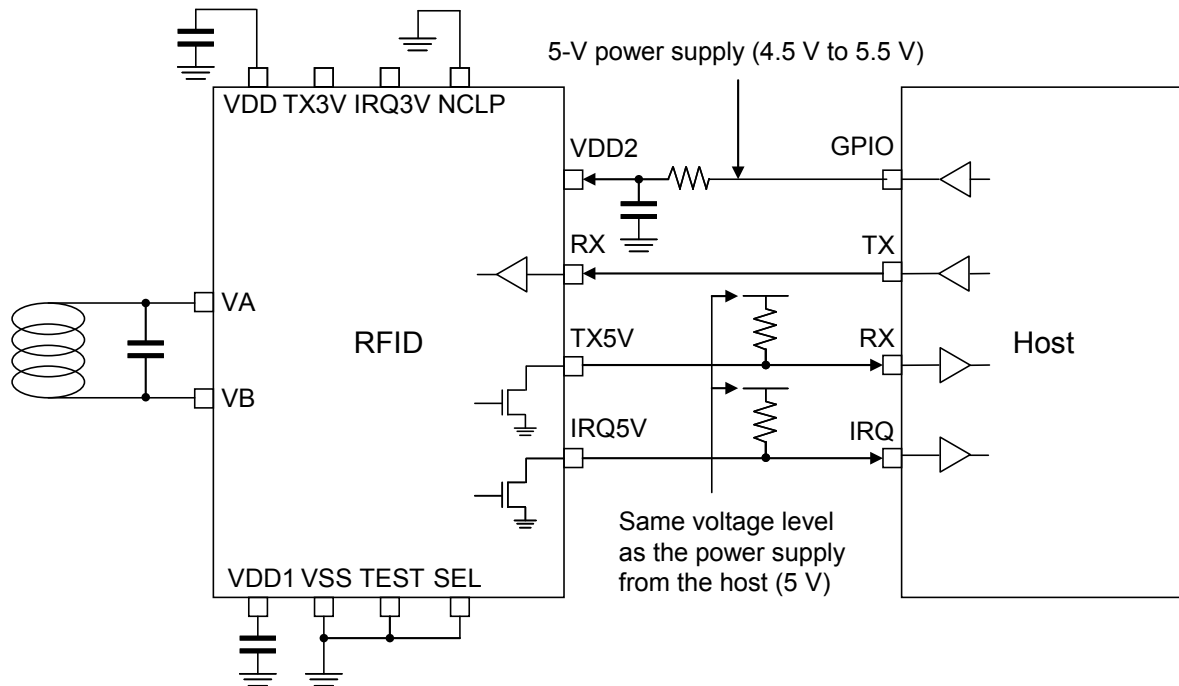 5-V power supply (4.5 V to 5.5 V)
VDD TX3V IRQ3V NCLP
VDD2
GPIO
RX
TX
VA
RFID
TX5V
RX
Host
VB
IRQ5V
IRQ
Same voltage level
as the power supply
from the host (5 V)
VDD1 VSS TEST SEL